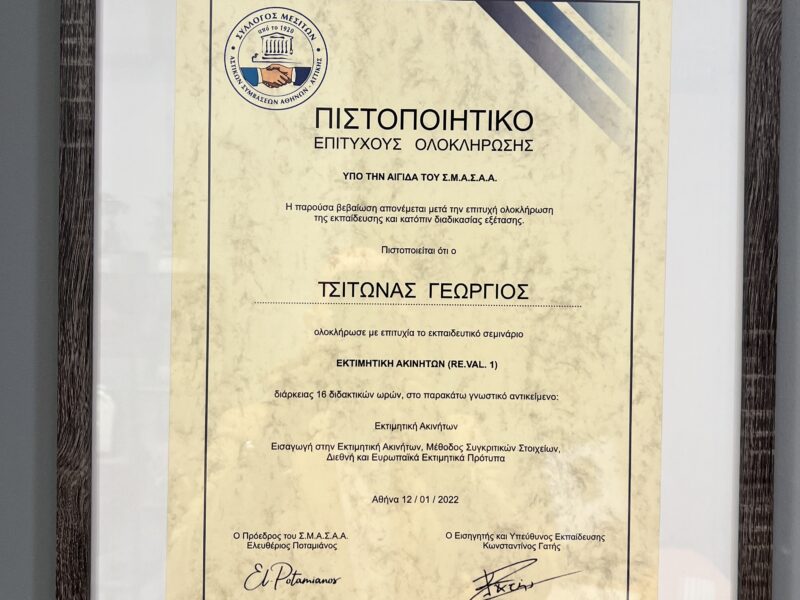 ΣΥΛΛΟΓΟΣ ΜΕΣΙΤΩΝ
από το 1920
ΑΣΤΙΚΩΝ ΣΥΜΒΑΣΕΩΝ ΑΘΗΝΩΝ - ΑΤΤΙΚΗΣ
ΠΙΣΤΟΠΟΙΗΤΙΚΟ
ΕΠΙΤΥΧΟΥΣ ΟΛΟΚΛΗΡΩΣΗΣ
ΥΠΟ ΤΗΝ ΑΙΓΙΔΑ ΤΟΥ Σ.Μ.Α.Σ.Α.Α.
Η παρούσα βεβαίωση απονέμεται μετά την επιτυχή ολοκλήρωση
της εκπαίδευσης και κατόπιν διαδικασίας εξέτασης.
Πιστοποιείται ότι ο
ΤΣΙΤΩΝΑΣ ΓΕΩΡΓΙΟΣ
ολοκλήρωσε με επιτυχία το εκπαιδευτικό σεμινάριο
ΕΚΤΙΜΗΤΙΚΗ ΑΚΙΝΗΤΩΝ (RE.VAL. 1)
διάρκειας 16 διδακτικών ωρών, στο παρακάτω γνωστικό αντικείμενο:
Εκτιμητική Ακινήτων
Εισαγωγή στην Εκτιμητική Ακινήτων, Μέθοδος Συγκριτικών Στοιχείων,
Διεθνή και Ευρωπαϊκά Εκτιμητικά Πρότυπα
Αθήνα 12 / 01 / 2022
Ο Πρόεδρος του Σ.Μ.Α.Σ.Α.Α.
Ελευθέριος Ποταμιάνος
Ο Εισηγητής και Υπεύθυνος Εκπαίδευσης
Κωνσταντίνος Γατής
El Potamianos